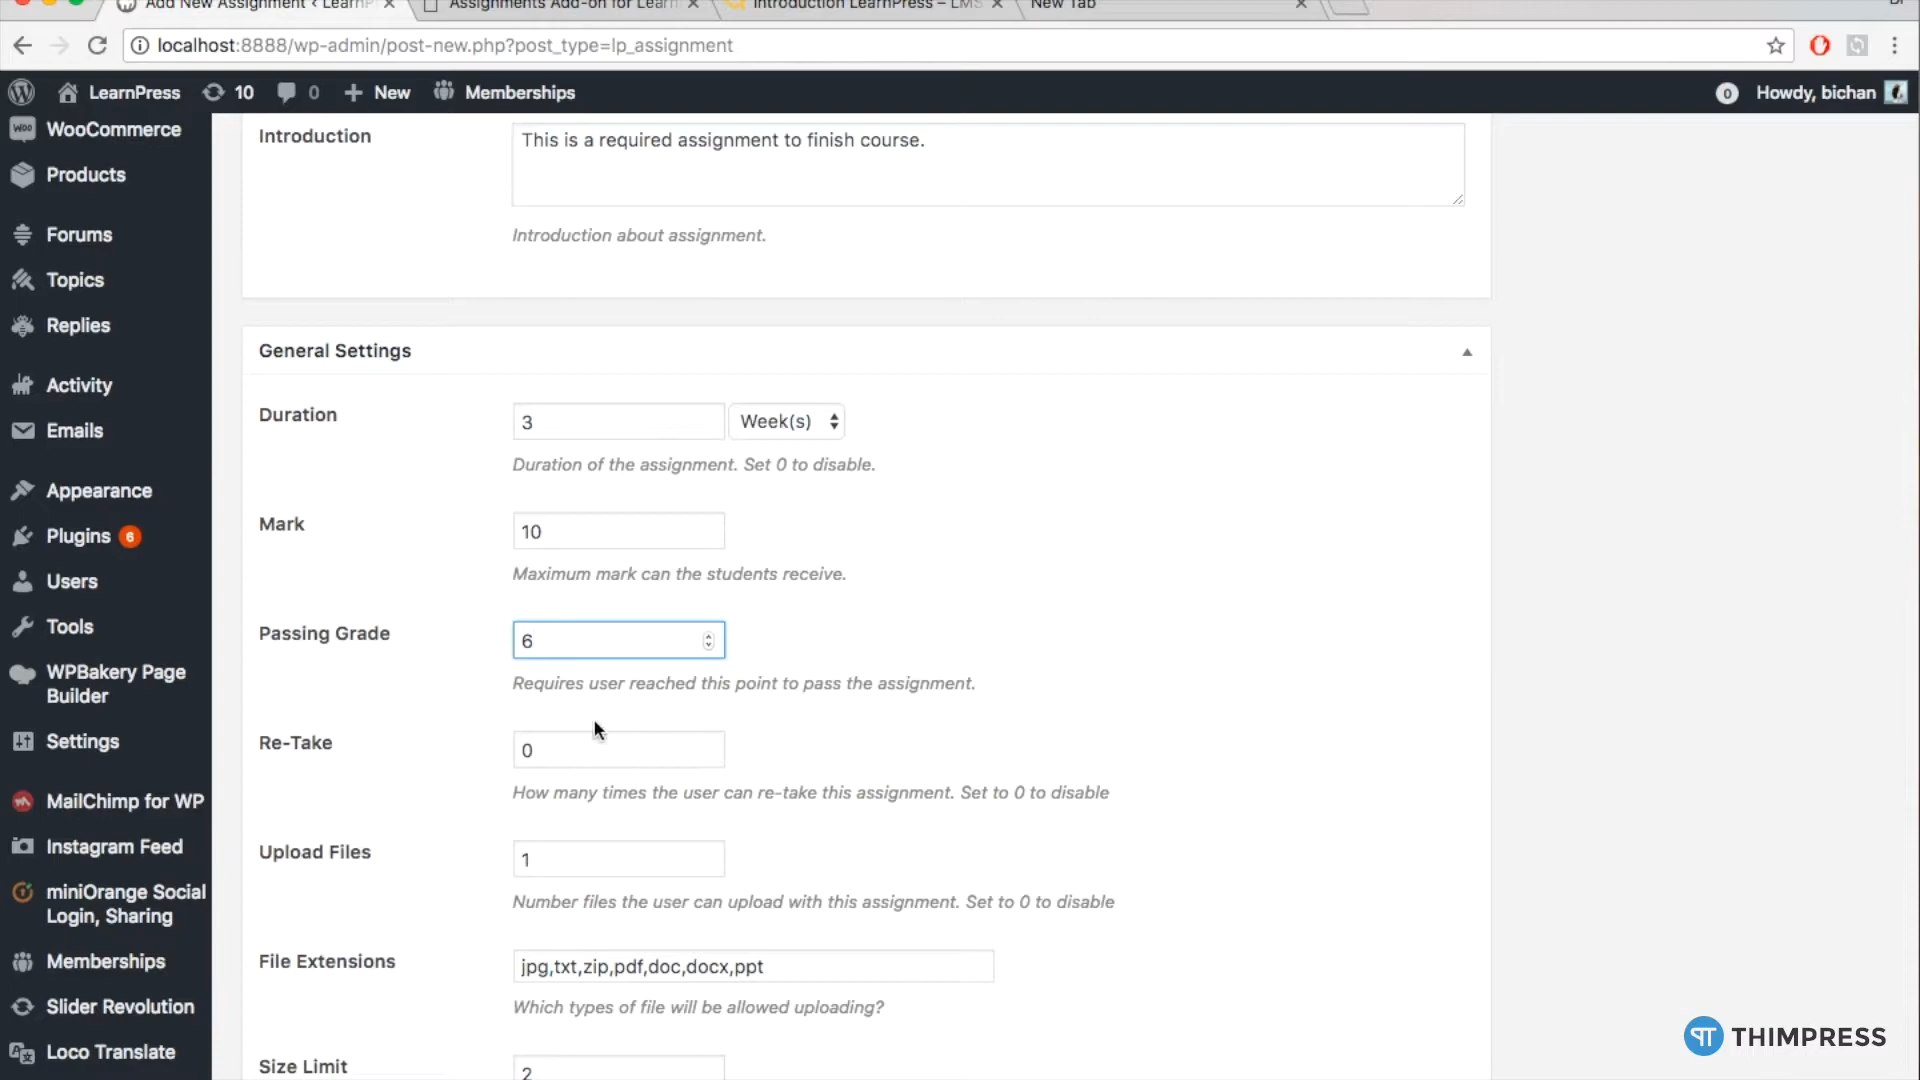 Add New Assignment ‹ LearnP
Assignments Add-on for Learn
Introduction LearnPress – LMS
New Tab
localhost:8888/wp-admin/post-new.php?post_type=lp_assignment
LearnPress
10
0
New
Memberships
0
Howdy, bichan
WooCommerce
Products
Forums
Topics
Replies
Activity
Emails
Appearance
Plugins 6
Users
Tools
WPBakery Page
Builder
Settings
MailChimp for WP
Instagram Feed
miniOrange Social
Login, Sharing
Memberships
Slider Revolution
Loco Translate
Introduction
This is a required assignment to finish course.
Introduction about assignment.
General Settings
Duration
3
Week(s)
Duration of the assignment. Set 0 to disable.
Mark
10
Maximum mark can the students receive.
Passing Grade
6
Requires user reached this point to pass the assignment.
Re-Take
0
How many times the user can re-take this assignment. Set to 0 to disable
Upload Files
1
Number files the user can upload with this assignment. Set to 0 to disable
File Extensions
jpg,txt,zip,pdf,doc,docx,ppt
Which types of file will be allowed uploading?
Size Limit
2
THIMPRESS